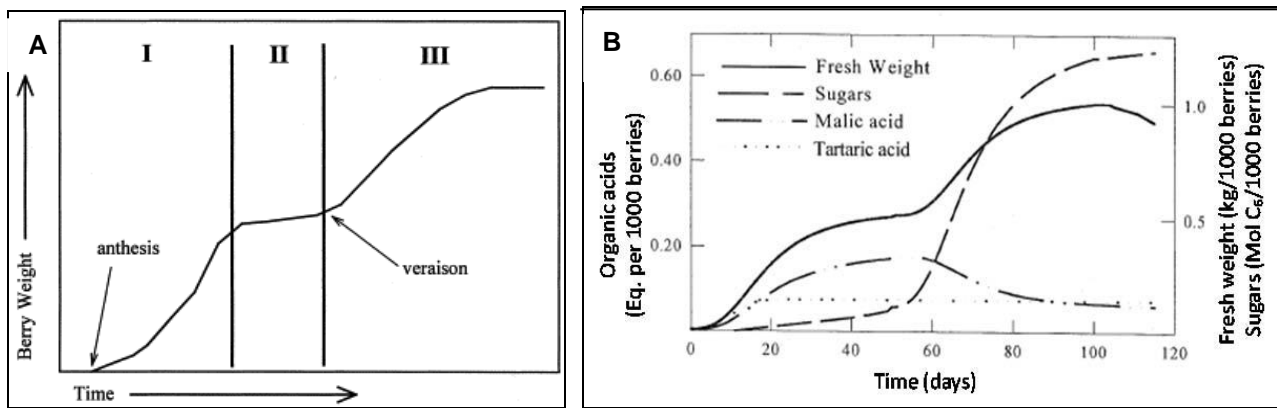 A
I
II
III
anthesis
veraison
Berry Weight
Time
B
Fresh Weight
Sugars
Malic acid
Tartaric acid
0.60
0.40
0.20
0
20
40
60
80
100
120
1.0
0.5
Organic acids
(Eq. per 1000 berries)
Time (days)
Fresh weight (kg/1000 berries)
Sugars (Mol C₆/1000 berries)